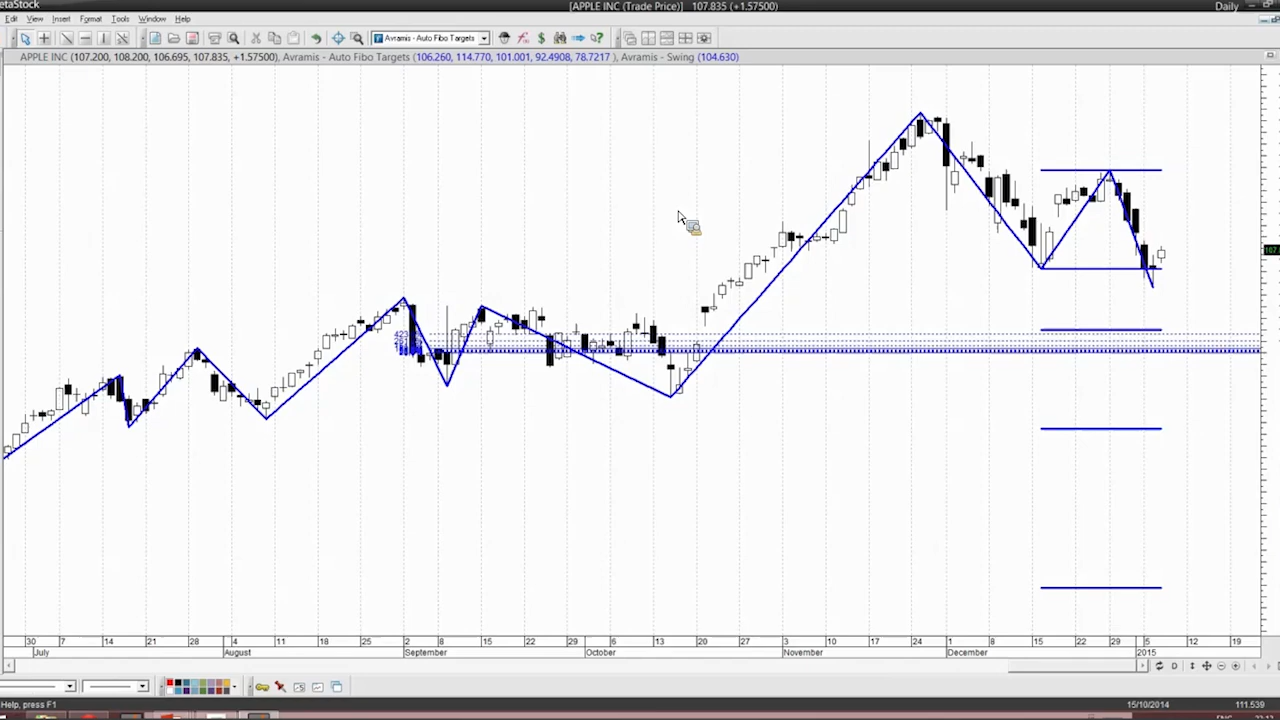 etaStock
[APPLE INC (Trade Price)] 107.835 (+1.57500)
Daily
Edit View Insert Format Tools Window Help
Avramis - Auto Fibo Targets
APPLE INC (107.200, 108.200, 106.695, 107.835, +1.57500), Avramis - Auto Fibo Targets (106.260, 114.770, 101.001, 92.4908, 78.7217 ), Avramis - Swing (104.630)
107
423
30 7 14 21 28 4 11 18 25 2 8 15 22 29 6 13 20 27 3 10 17 24 1 8 15 22 29 5 12 19
July August September October November December 2015
D
Help, press F1
15/10/2014 111.539
ENG